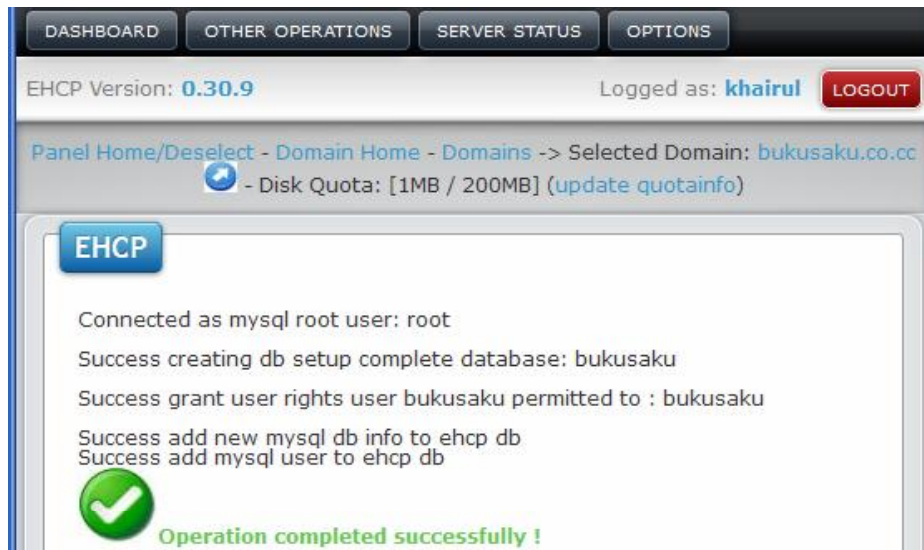 DASHBOARD OTHER OPERATIONS SERVER STATUS OPTIONS
EHCP Version: 0.30.9 Logged as: khairul LOGOUT
Panel Home/Deselect - Domain Home - Domains -> Selected Domain: bukusaku.co.cc
- Disk Quota: [1MB / 200MB] (update quotainfo)
EHCP
Connected as mysql root user: root
Success creating db setup complete database: bukusaku
Success grant user rights user bukusaku permitted to : bukusaku
Success add new mysql db info to ehcp db
Success add mysql user to ehcp db
Operation completed successfully !